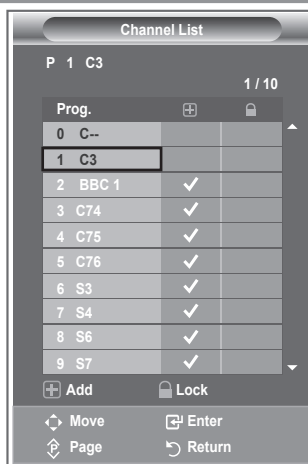 Channel List
P 1 C3
1 / 10
Prog.
0 C--
1 C3
2 BBC 1
3 C74
4 C75
5 C76
6 S3
7 S4
8 S6
9 S7
Add Lock
Move Enter
P Page Return